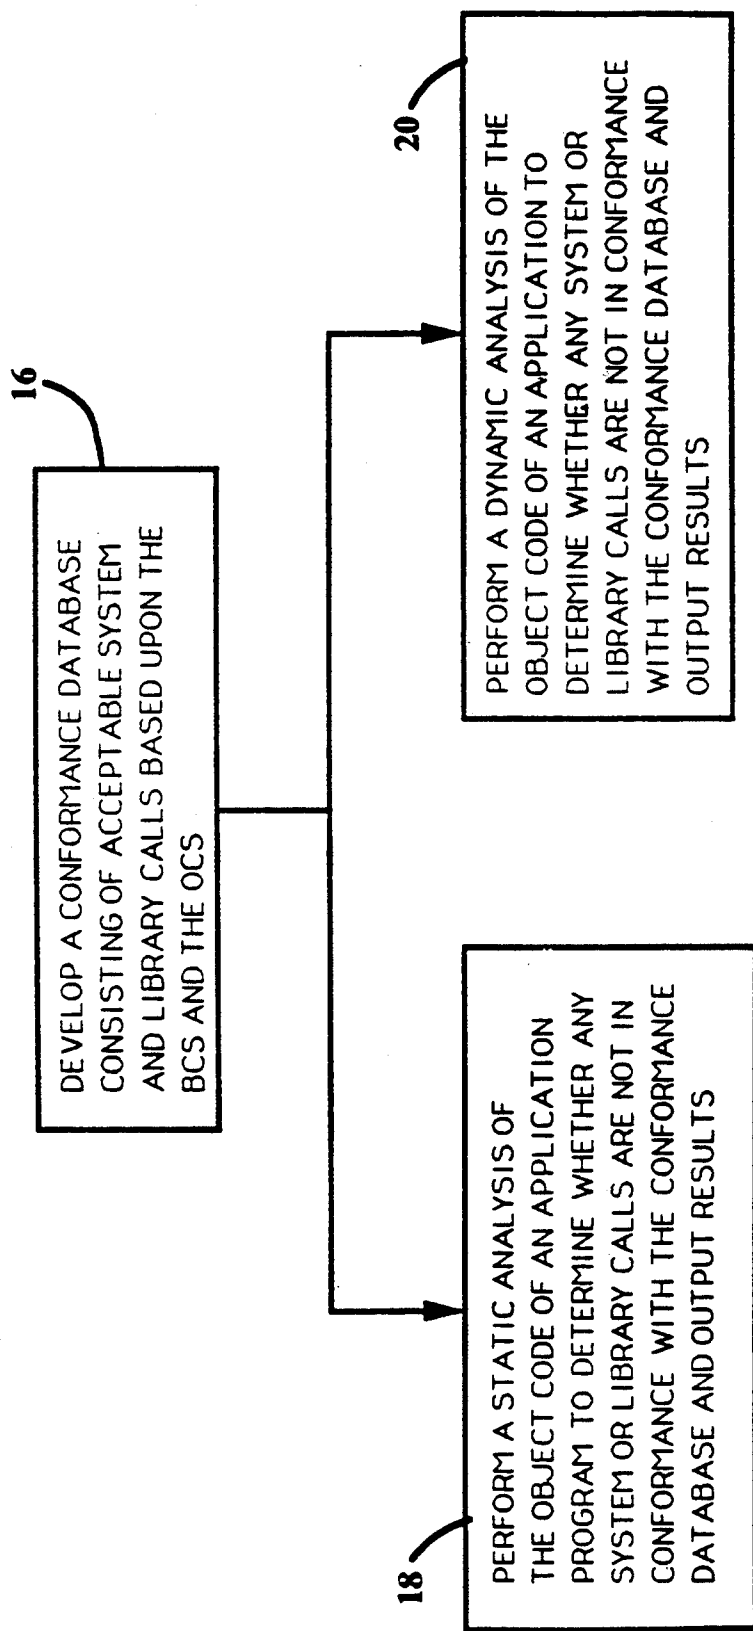 16
DEVELOP A CONFORMANCE DATABASE
CONSISTING OF ACCEPTABLE SYSTEM
AND LIBRARY CALLS BASED UPON THE
BCS AND THE OCS
18
PERFORM A STATIC ANALYSIS OF
THE OBJECT CODE OF AN APPLICATION
PROGRAM TO DETERMINE WHETHER ANY
SYSTEM OR LIBRARY CALLS ARE NOT IN
CONFORMANCE WITH THE CONFORMANCE
DATABASE AND OUTPUT RESULTS
20
PERFORM A DYNAMIC ANALYSIS OF THE
OBJECT CODE OF AN APPLICATION TO
DETERMINE WHETHER ANY SYSTEM OR
LIBRARY CALLS ARE NOT IN CONFORMANCE
WITH THE CONFORMANCE DATABASE AND
OUTPUT RESULTS